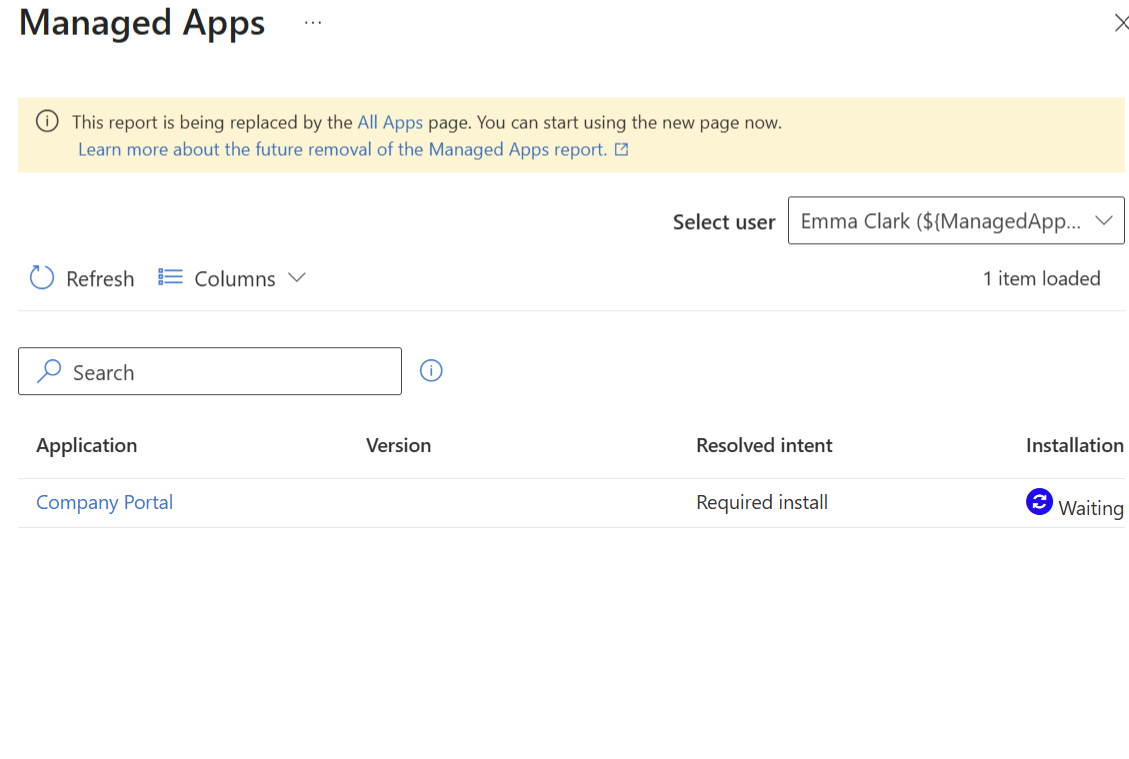 Managed Apps ...
This report is being replaced by the All Apps page. You can start using the new page now.
Learn more about the future removal of the Managed Apps report.
Select user Emma Clark (${ManagedApp...
Refresh Columns 1 item loaded
Search
Application Version Resolved intent Installation
Company Portal Required install Waiting